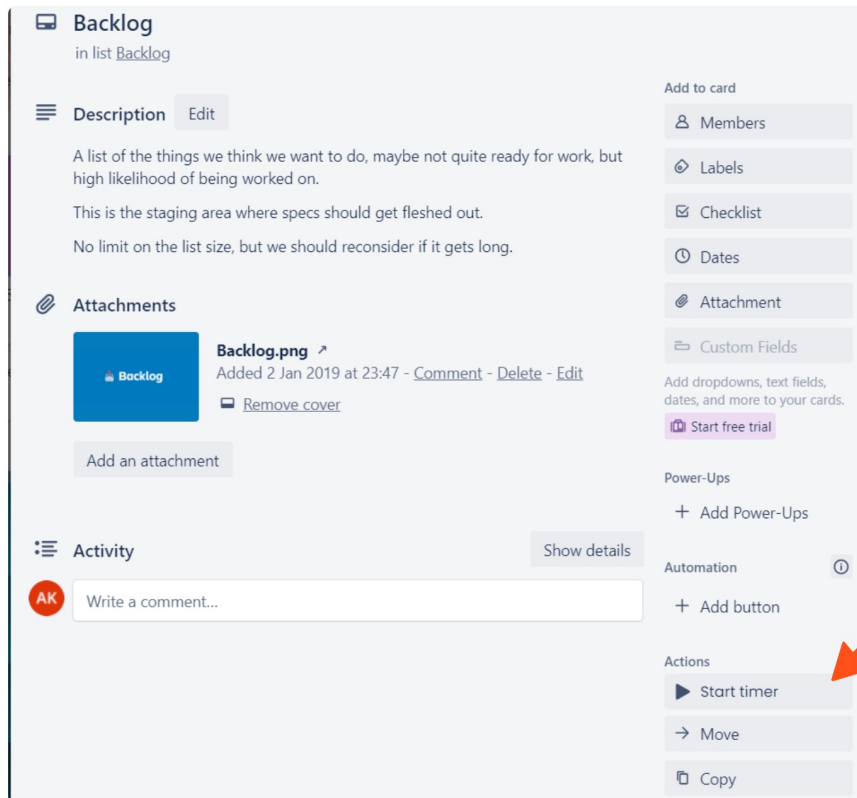 Backlog
in list Backlog
Description Edit
A list of the things we think we want to do, maybe not quite ready for work, but
high likelihood of being worked on.
This is the staging area where specs should get fleshed out.
No limit on the list size, but we should reconsider if it gets long.
Attachments
Backlog
Backlog.png ↗
Added 2 Jan 2019 at 23:47 - Comment - Delete - Edit
Remove cover
Add an attachment
Activity Show details
AK
Write a comment...
Add to card
Members
Labels
Checklist
Dates
Attachment
Custom Fields
Add dropdowns, text fields,
dates, and more to your cards.
Start free trial
Power-Ups
+ Add Power-Ups
Automation
+ Add button
Actions
Start timer
→ Move
Copy